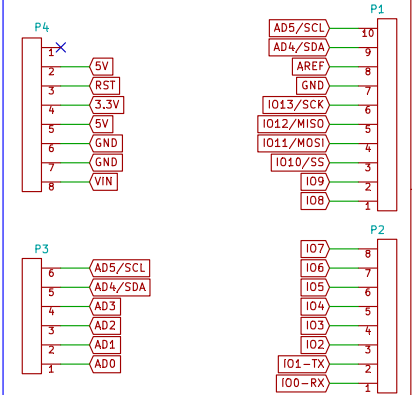 P4
1
2 5V
3 RST
4 3.3V
5 5V
6 GND
7 GND
8 VIN
P1
AD5/SCL 10
AD4/SDA 9
AREF 8
GND 7
IO13/SCK 6
IO12/MISO 5
IO11/MOSI 4
IO10/SS 3
IO9 2
IO8 1
P3
6 AD5/SCL
5 AD4/SDA
4 AD3
3 AD2
2 AD1
1 AD0
P2
IO7 8
IO6 7
IO5 6
IO4 5
IO3 4
IO2 3
IO1-TX 2
IO0-RX 1